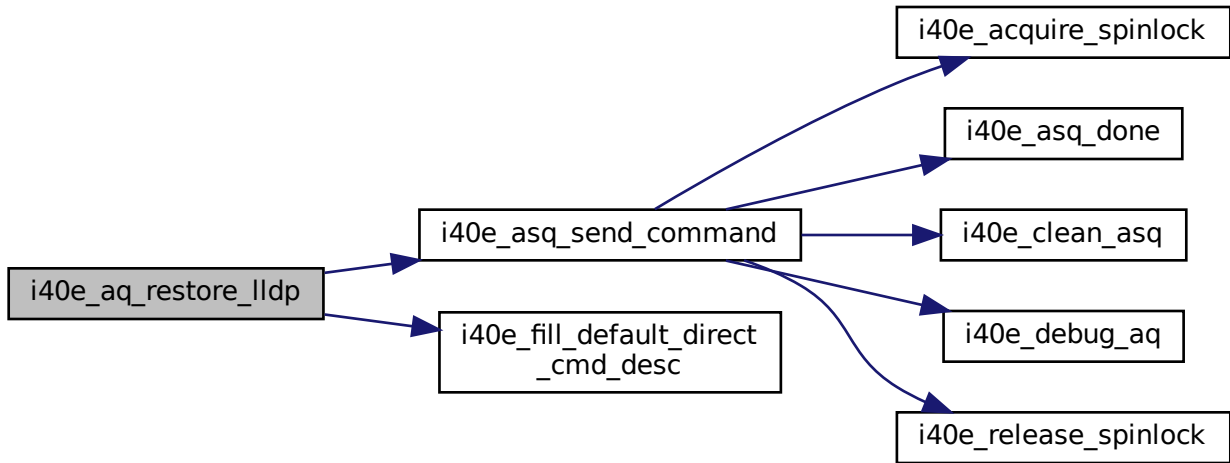 i40e_aq_restore_lldp
i40e_asq_send_command
i40e_fill_default_direct
_cmd_desc
i40e_acquire_spinlock
i40e_asq_done
i40e_clean_asq
i40e_debug_aq
i40e_release_spinlock